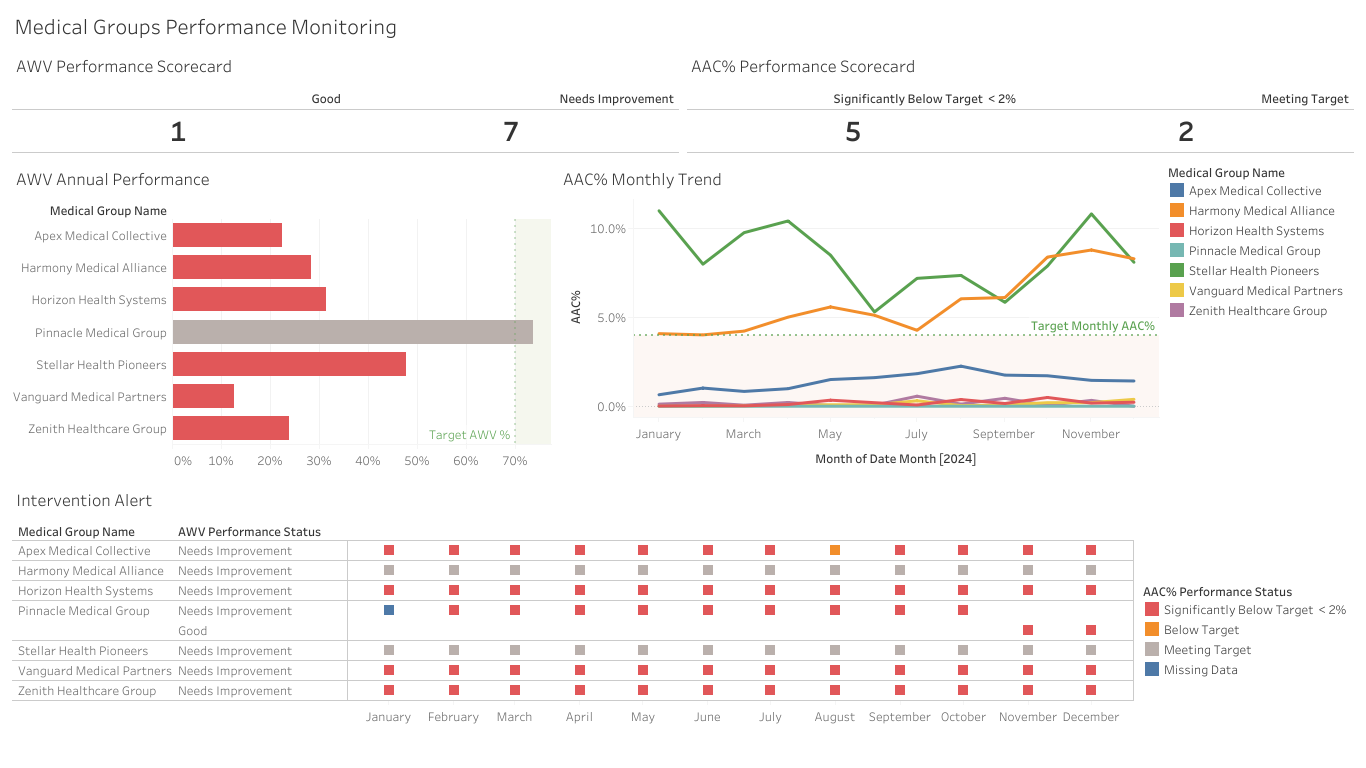 Medical Groups Performance Monitoring
AWV Performance Scorecard
Good Needs Improvement
1 7
AAC% Performance Scorecard
Significantly Below Target < 2% Meeting Target
5 2
AWV Annual Performance
Medical Group Name
Apex Medical Collective
Harmony Medical Alliance
Horizon Health Systems
Pinnacle Medical Group
Stellar Health Pioneers
Vanguard Medical Partners
Zenith Healthcare Group
Target AWV %
0% 10% 20% 30% 40% 50% 60% 70%
AAC% Monthly Trend
AAC%
10.0%
5.0%
0.0%
Target Monthly AAC%
January March May July September November
Month of Date Month [2024]
Medical Group Name
Apex Medical Collective
Harmony Medical Alliance
Horizon Health Systems
Pinnacle Medical Group
Stellar Health Pioneers
Vanguard Medical Partners
Zenith Healthcare Group
Intervention Alert
Medical Group Name AWV Performance Status
Apex Medical Collective Needs Improvement
Harmony Medical Alliance Needs Improvement
Horizon Health Systems Needs Improvement
Pinnacle Medical Group Needs Improvement
Good
Stellar Health Pioneers Needs Improvement
Vanguard Medical Partners Needs Improvement
Zenith Healthcare Group Needs Improvement
January February March April May June July August September October November December
AAC% Performance Status
Significantly Below Target < 2%
Below Target
Meeting Target
Missing Data